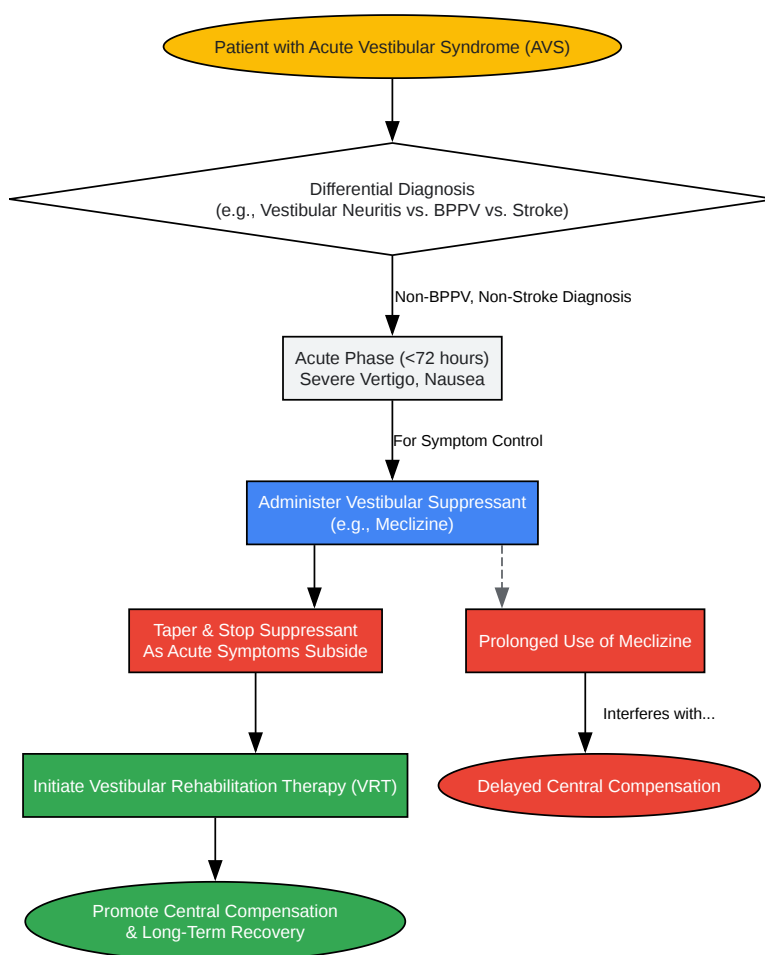 Patient with Acute Vestibular Syndrome (AVS)
Differential Diagnosis
(e.g., Vestibular Neuritis vs. BPPV vs. Stroke)
Non-BPPV, Non-Stroke Diagnosis
Acute Phase (<72 hours)
Severe Vertigo, Nausea
For Symptom Control
Administer Vestibular Suppressant
(e.g., Meclizine)
Taper & Stop Suppressant
As Acute Symptoms Subside
Prolonged Use of Meclizine
Interferes with...
Initiate Vestibular Rehabilitation Therapy (VRT)
Delayed Central Compensation
Promote Central Compensation
& Long-Term Recovery